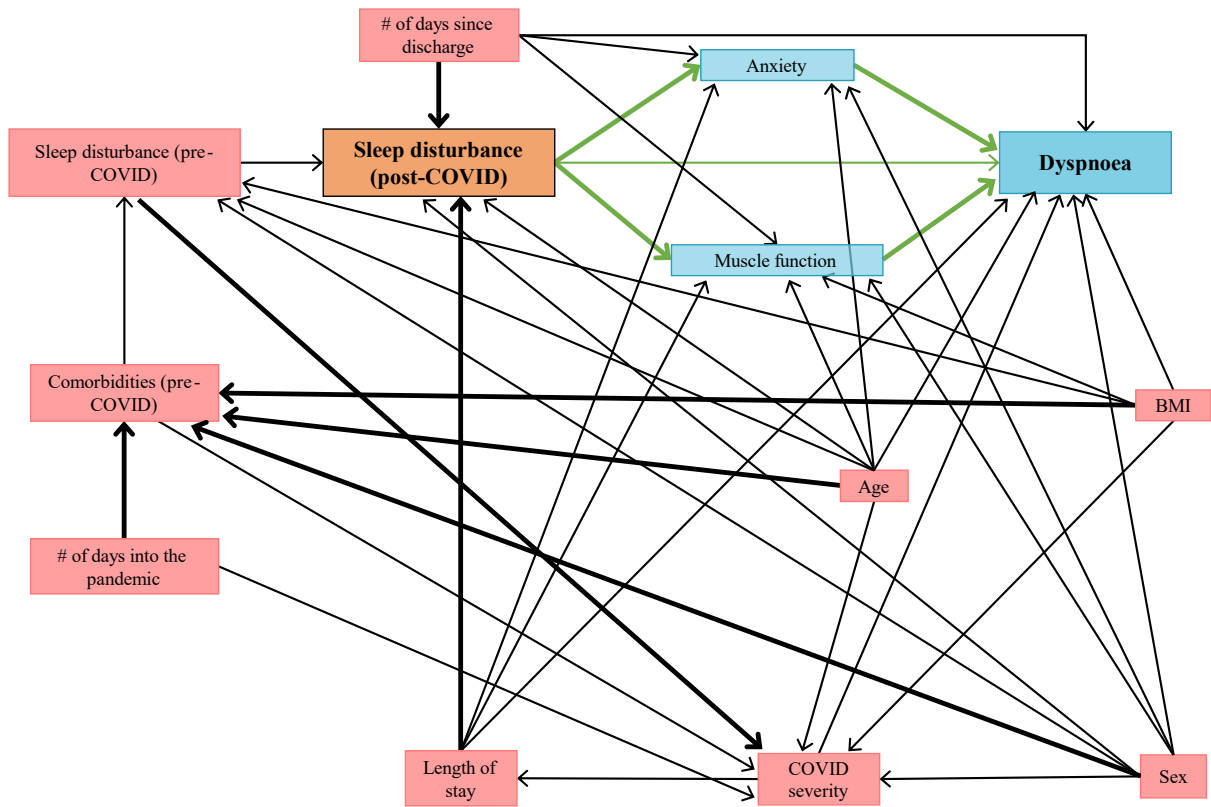 # of days since
discharge
Anxiety
Sleep disturbance (pre-
COVID)
Sleep disturbance
(post-COVID)
Dyspnoea
Muscle function
Comorbidities (pre-
COVID)
BMI
Age
# of days into the
pandemic
Length of
stay
COVID
severity
Sex